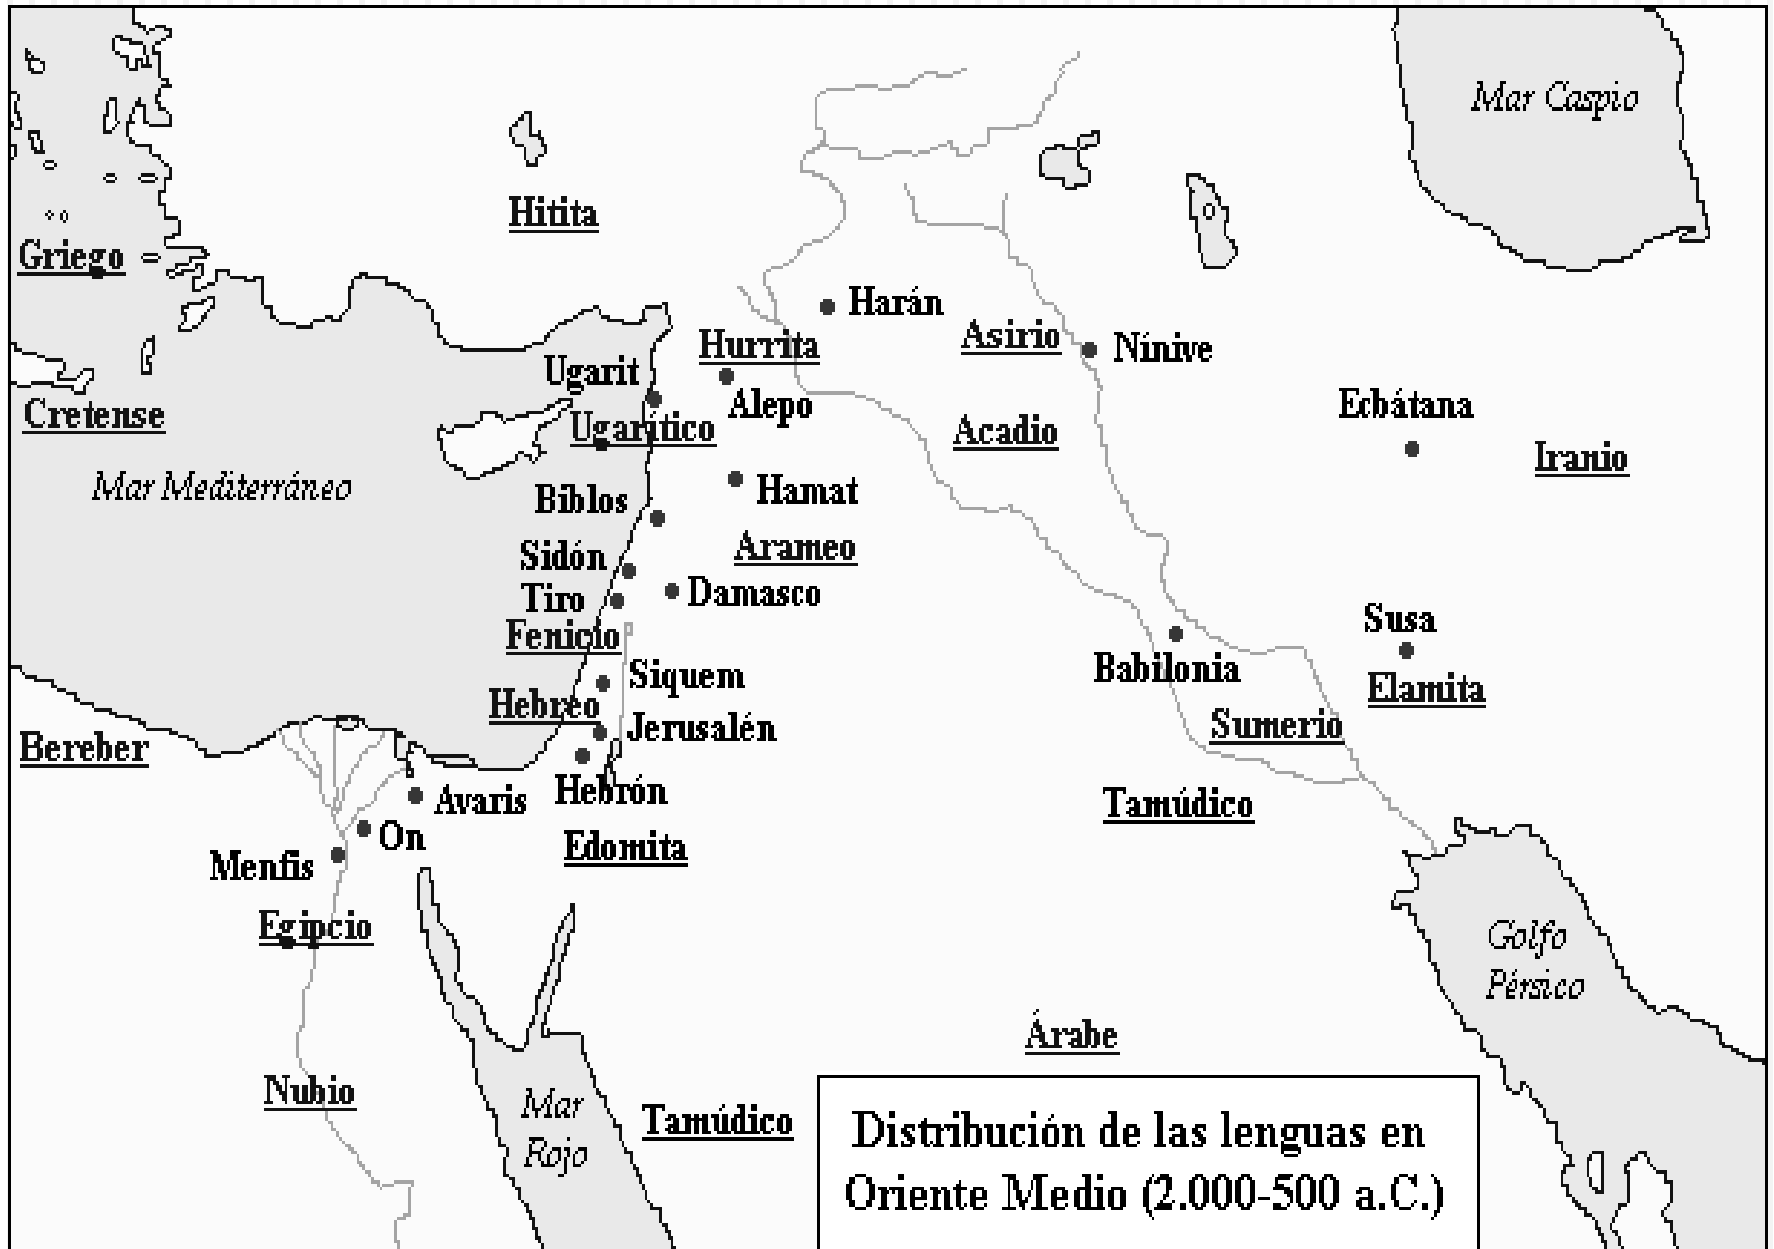 Mar Caspio
Hitita
Griego
Harán
Asirio
Nínive
Hurrita
Ugarit
Alepo
Ecbátana
Cretense
Ugarítico
Acadio
Iranio
Mar Mediterráneo
Hamat
Biblos
Arameo
Sidón
Damasco
Tiro
Fenicio
Susa
Siquem
Babilonia
Elamita
Hebreo
Jerusalén
Sumerio
Bereber
Hebrón
Avaris
Tamúdico
On
Edomita
Menfis
Egipcio
Golfo
Pérsico
Árabe
Nubio
Mar
Rojo
Tamúdico
Distribución de las lenguas en
Oriente Medio (2.000-500 a.C.)